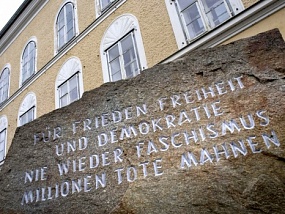 FÜR FRIEDEN FREIHEIT
UND DEMOKRATIE
NIE WIEDER FASCHISMUS
MILLIONEN TOTE MAHNEN